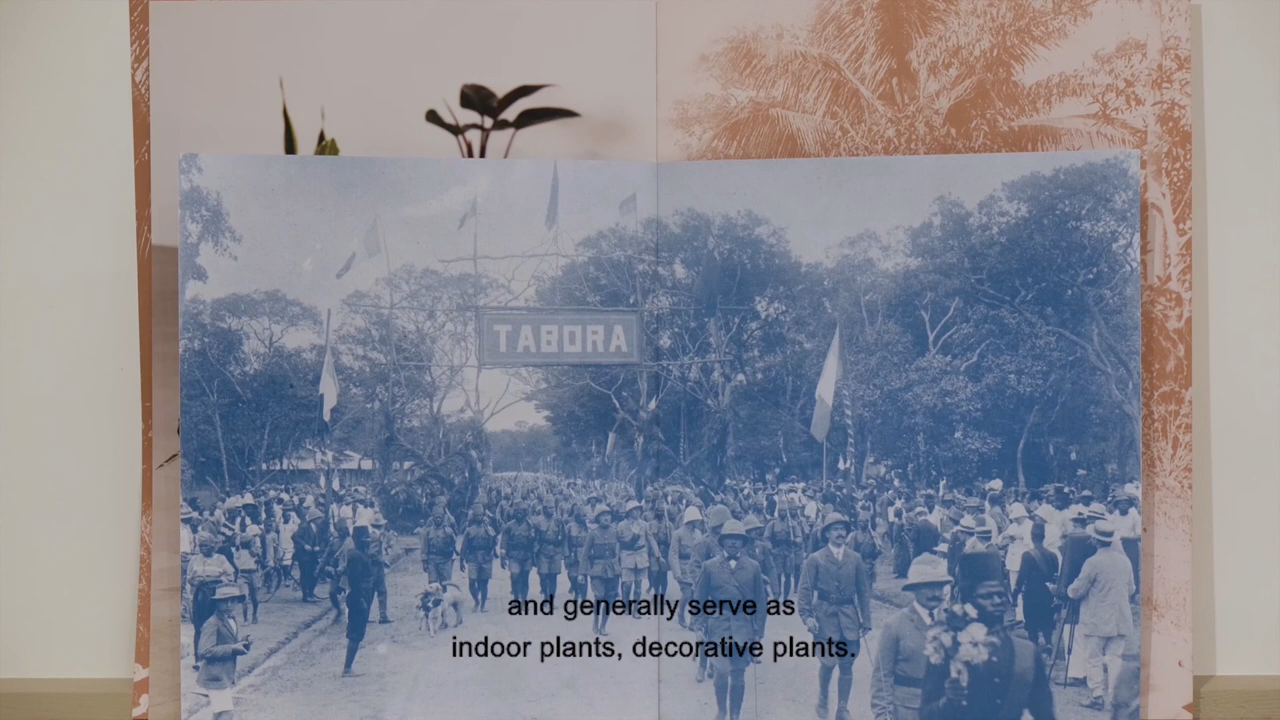 TABORA
and generally serve as
indoor plants, decorative plants.